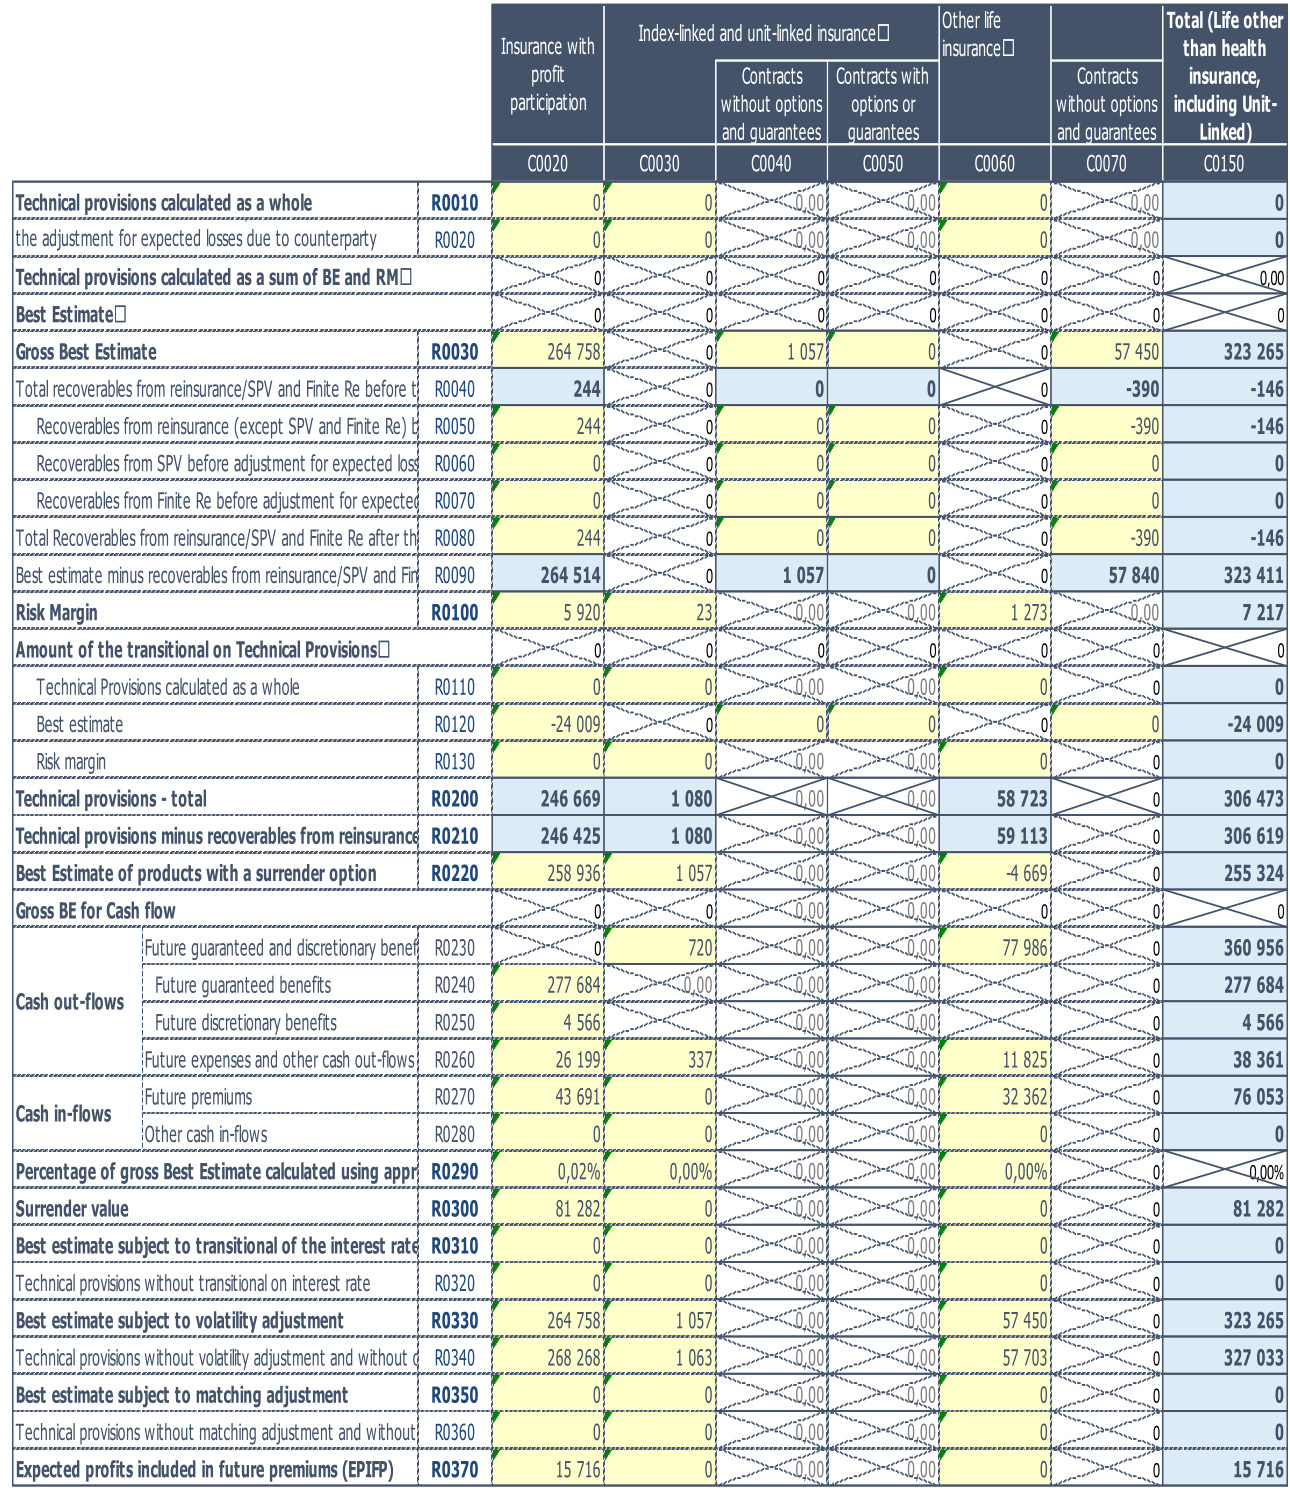 Insurance with profit participation
Index-linked and unit-linked insurance□
Other life insurance□
Total (Life other than health insurance, including Unit-Linked)
Contracts without options and guarantees
Contracts with options or guarantees
Contracts without options and guarantees
C0020 C0030 C0040 C0050 C0060 C0070 C0150
Technical provisions calculated as a whole R0010 0 0 0,00 0,00 0 0,00 0
the adjustment for expected losses due to counterparty R0020 0 0 0,00 0,00 0 0,00 0
Technical provisions calculated as a sum of BE and RM□ 0 0 0 0 0 0 0,00
Best Estimate□ 0 0 0 0 0 0 0
Gross Best Estimate R0030 264 758 0 1 057 0 0 57 450 323 265
Total recoverables from reinsurance/SPV and Finite Re before t R0040 244 0 0 0 0 -390 -146
Recoverables from reinsurance (except SPV and Finite Re) b R0050 244 0 0 0 0 -390 -146
Recoverables from SPV before adjustment for expected loss R0060 0 0 0 0 0 0 0
Recoverables from Finite Re before adjustment for expected R0070 0 0 0 0 0 0 0
Total Recoverables from reinsurance/SPV and Finite Re after th R0080 244 0 0 0 0 -390 -146
Best estimate minus recoverables from reinsurance/SPV and Fin R0090 264 514 0 1 057 0 0 57 840 323 411
Risk Margin R0100 5 920 23 0,00 0,00 1 273 0,00 7 217
Amount of the transitional on Technical Provisions□ 0 0 0 0 0 0 0
Technical Provisions calculated as a whole R0110 0 0 0,00 0,00 0 0 0
Best estimate R0120 -24 009 0 0 0 0 0 -24 009
Risk margin R0130 0 0 0,00 0,00 0 0 0
Technical provisions - total R0200 246 669 1 080 0,00 0,00 58 723 0 306 473
Technical provisions minus recoverables from reinsurance R0210 246 425 1 080 0,00 0,00 59 113 0 306 619
Best Estimate of products with a surrender option R0220 258 936 1 057 0,00 0,00 -4 669 0 255 324
Gross BE for Cash flow 0 0 0,00 0,00 0 0 0
Cash out-flows
Future guaranteed and discretionary benef R0230 0 720 0,00 0,00 77 986 0 360 956
Future guaranteed benefits R0240 277 684 0,00 0,00 0,00 0 277 684
Future discretionary benefits R0250 4 566 0,00 0,00 0 4 566
Future expenses and other cash out-flows R0260 26 199 337 0,00 0,00 11 825 0 38 361
Cash in-flows
Future premiums R0270 43 691 0 0,00 0,00 32 362 0 76 053
Other cash in-flows R0280 0 0 0,00 0,00 0 0 0
Percentage of gross Best Estimate calculated using appr R0290 0,02% 0,00% 0,00 0,00 0,00% 0 0,00%
Surrender value R0300 81 282 0 0,00 0,00 0 0 81 282
Best estimate subject to transitional of the interest rate R0310 0 0 0,00 0,00 0 0 0
Technical provisions without transitional on interest rate R0320 0 0 0,00 0,00 0 0 0
Best estimate subject to volatility adjustment R0330 264 758 1 057 0,00 0,00 57 450 0 323 265
Technical provisions without volatility adjustment and without o R0340 268 268 1 063 0,00 0,00 57 703 0 327 033
Best estimate subject to matching adjustment R0350 0 0 0,00 0,00 0 0 0
Technical provisions without matching adjustment and without R0360 0 0 0,00 0,00 0 0 0
Expected profits included in future premiums (EPIFP) R0370 15 716 0 0,00 0,00 0 0 15 716